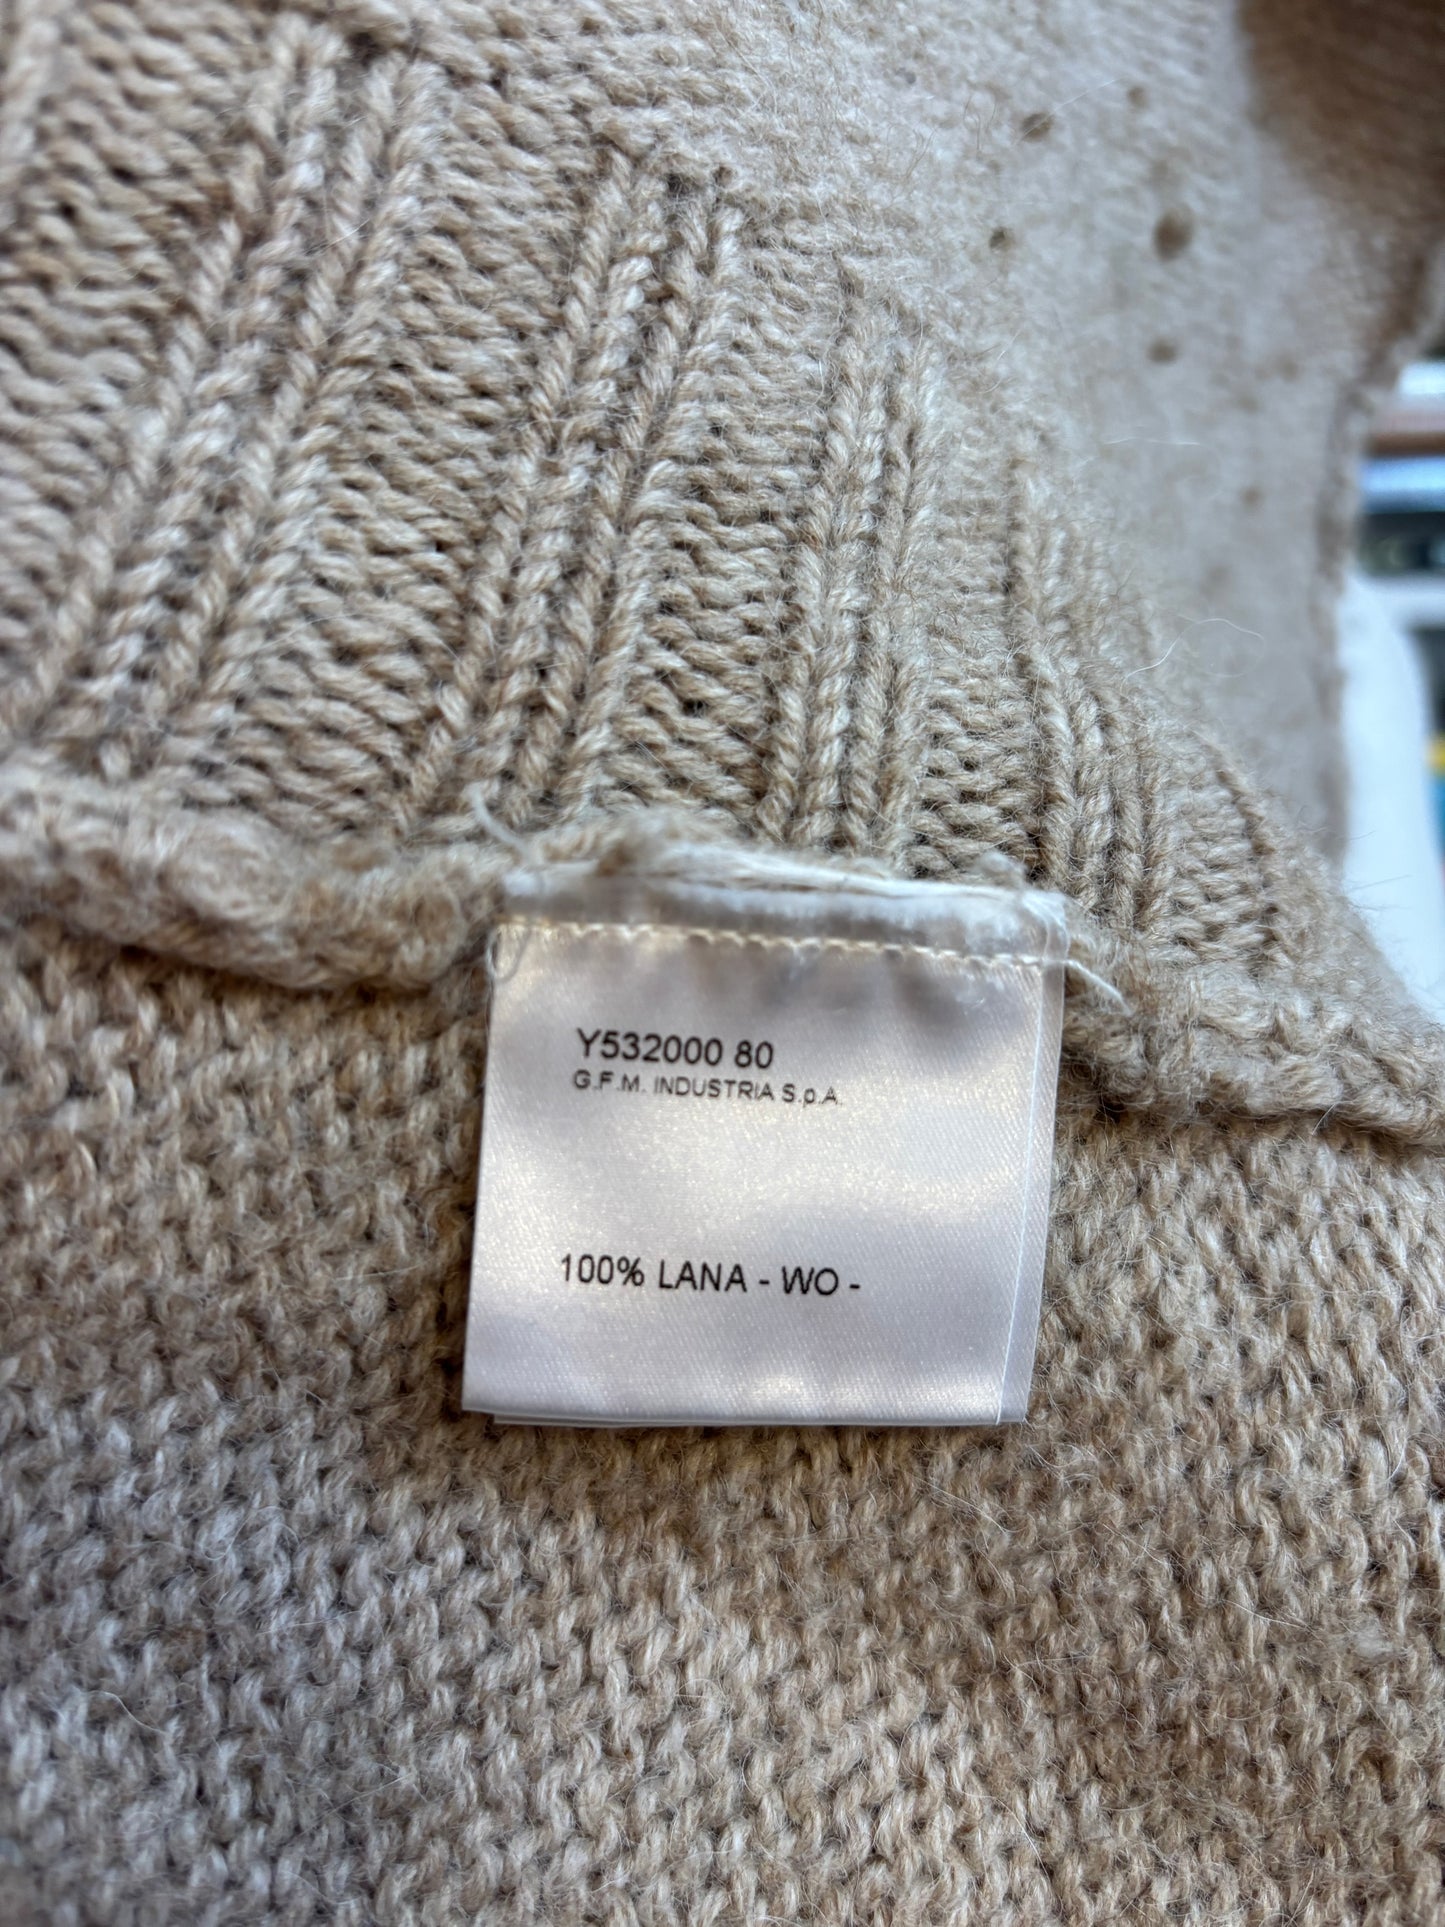 Y532000 80
G.F.M. INDUSTRIA S.p.A.
100% LANA - WO -